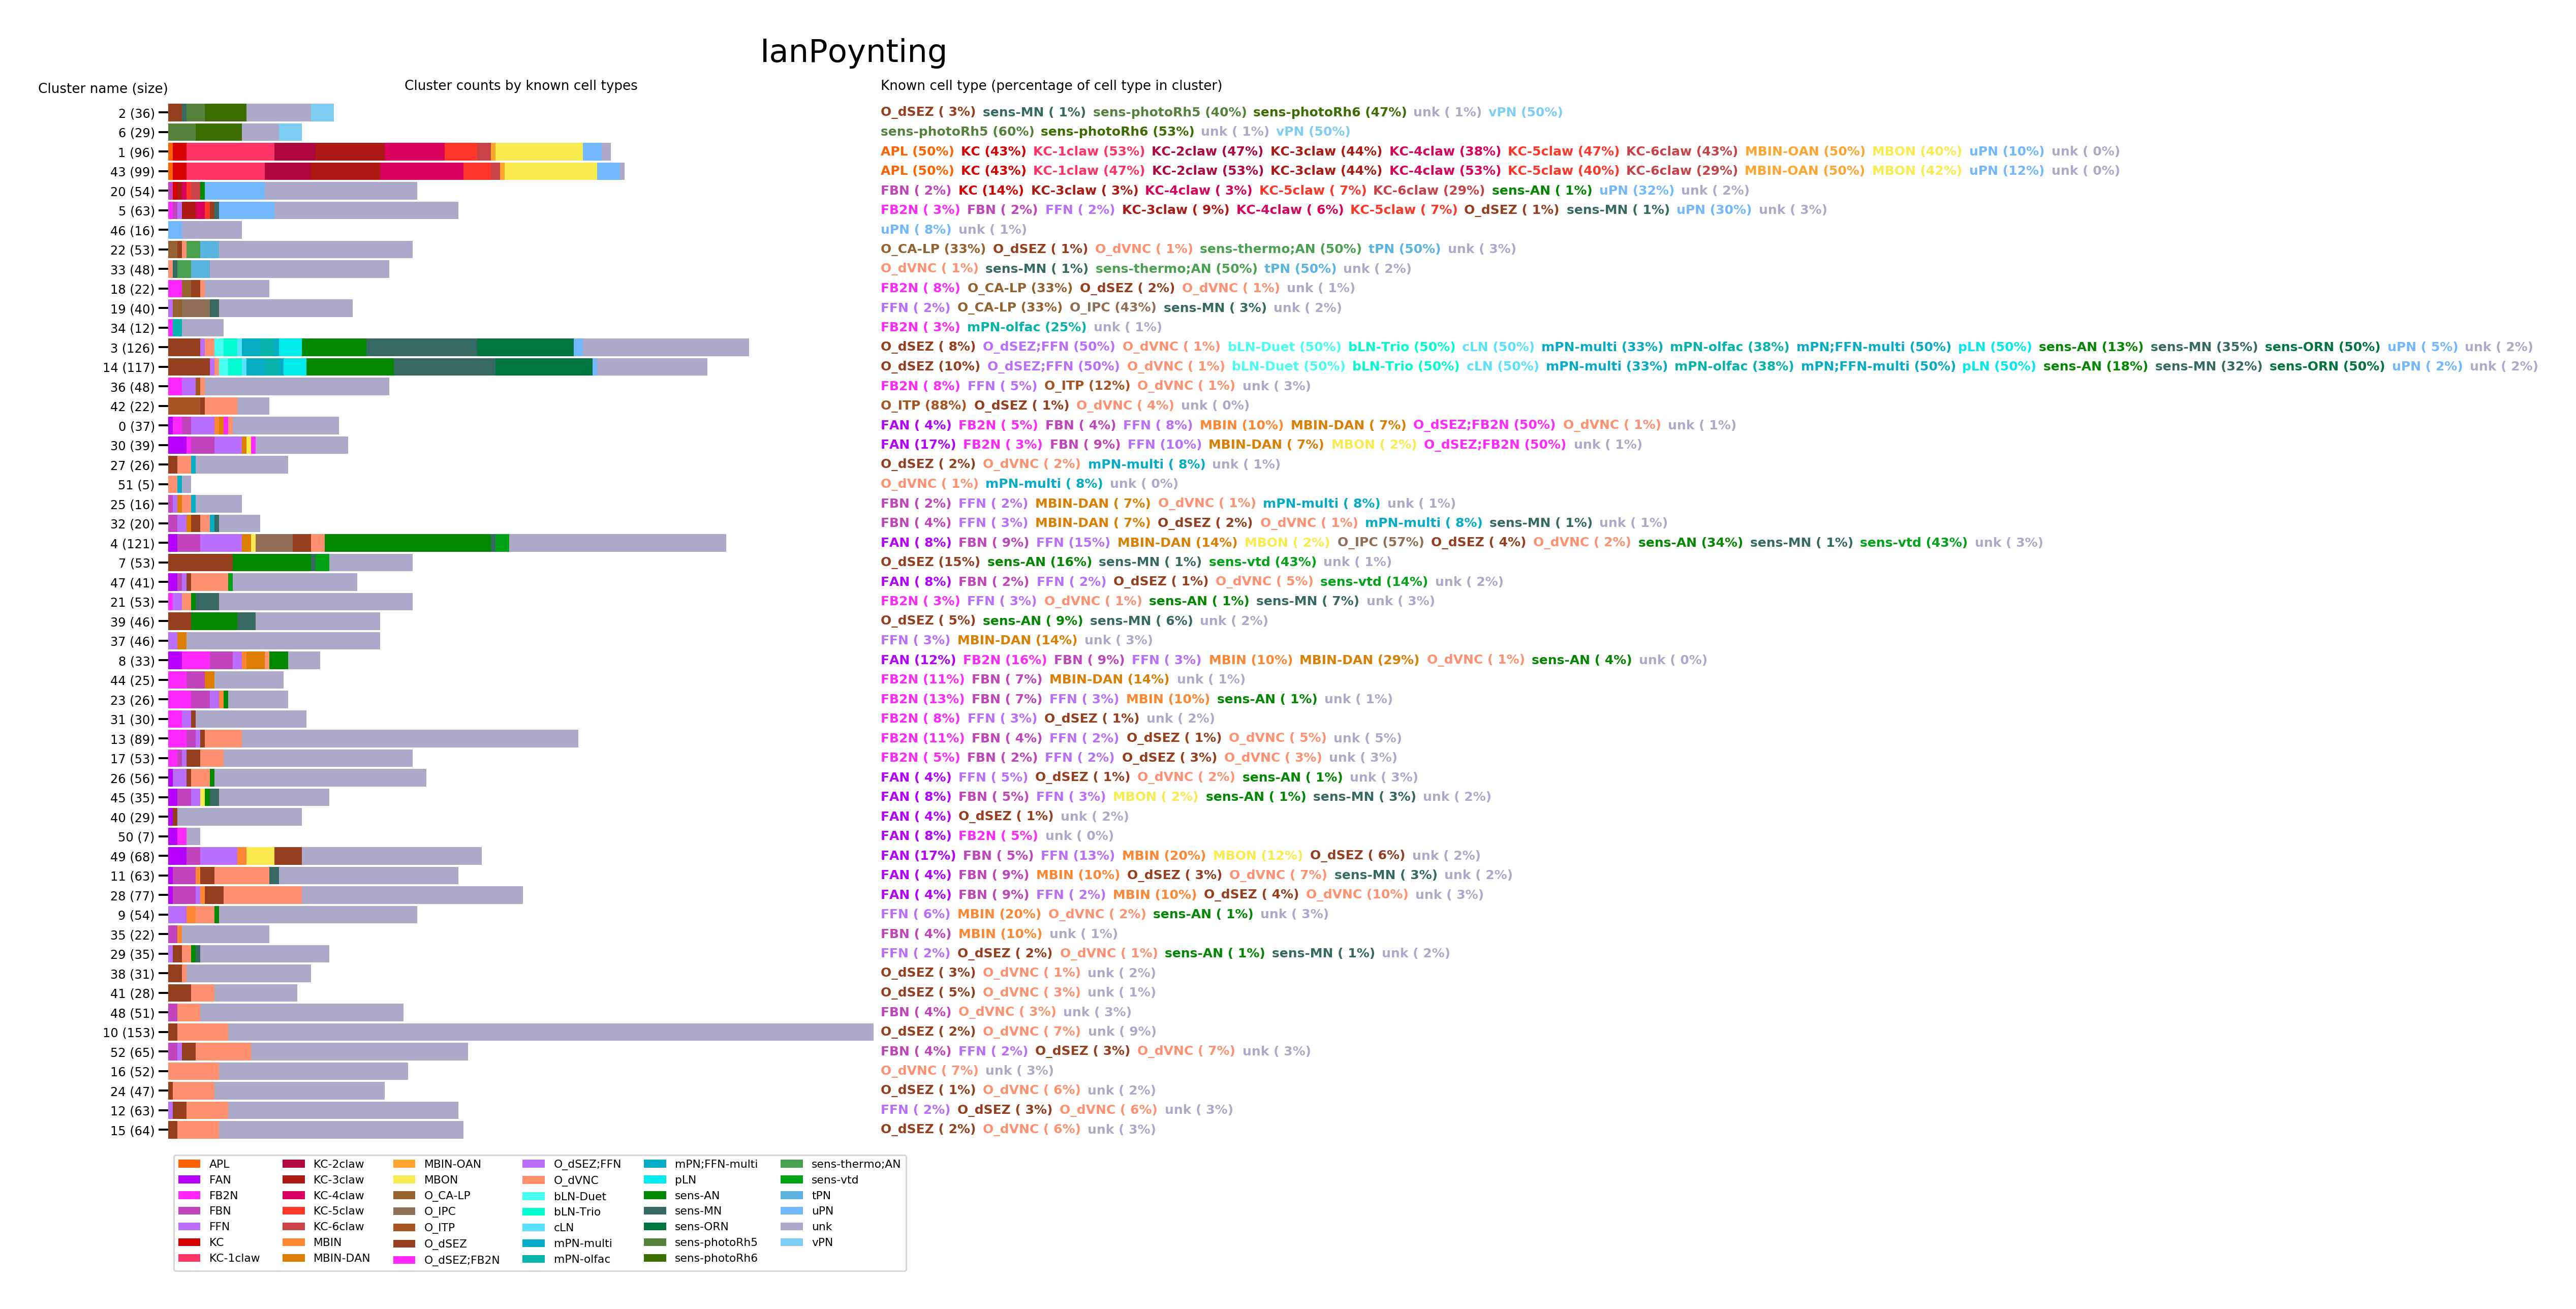 IanPoynting
Cluster name (size) Cluster counts by known cell types Known cell type (percentage of cell type in cluster)
2 (36) O_dSEZ ( 3%) sens-MN ( 1%) sens-photoRh5 (40%) sens-photoRh6 (47%) unk ( 1%) vPN (50%)
6 (29) sens-photoRh5 (60%) sens-photoRh6 (53%) unk ( 1%) vPN (50%)
1 (96) APL (50%) KC (43%) KC-1claw (53%) KC-2claw (47%) KC-3claw (44%) KC-4claw (38%) KC-5claw (47%) KC-6claw (43%) MBIN-OAN (50%) MBON (40%) uPN (10%) unk ( 0%)
43 (99) APL (50%) KC (43%) KC-1claw (47%) KC-2claw (53%) KC-3claw (44%) KC-4claw (53%) KC-5claw (40%) KC-6claw (29%) MBIN-OAN (50%) MBON (42%) uPN (12%) unk ( 0%)
20 (54) FBN ( 2%) KC (14%) KC-3claw ( 3%) KC-4claw ( 3%) KC-5claw ( 7%) KC-6claw (29%) sens-AN ( 1%) uPN (32%) unk ( 2%)
5 (63) FB2N ( 3%) FBN ( 2%) FFN ( 2%) KC-3claw ( 9%) KC-4claw ( 6%) KC-5claw ( 7%) O_dSEZ ( 1%) sens-MN ( 1%) uPN (30%) unk ( 3%)
46 (16) uPN ( 8%) unk ( 1%)
22 (53) O_CA-LP (33%) O_dSEZ ( 1%) O_dVNC ( 1%) sens-thermo;AN (50%) tPN (50%) unk ( 3%)
33 (48) O_dVNC ( 1%) sens-MN ( 1%) sens-thermo;AN (50%) tPN (50%) unk ( 2%)
18 (22) FB2N ( 8%) O_CA-LP (33%) O_dSEZ ( 2%) O_dVNC ( 1%) unk ( 1%)
19 (40) FFN ( 2%) O_CA-LP (33%) O_IPC (43%) sens-MN ( 3%) unk ( 2%)
34 (12) FB2N ( 3%) mPN-olfac (25%) unk ( 1%)
3 (126) O_dSEZ ( 8%) O_dSEZ;FFN (50%) O_dVNC ( 1%) bLN-Duet (50%) bLN-Trio (50%) cLN (50%) mPN-multi (33%) mPN-olfac (38%) mPN;FFN-multi (50%) pLN (50%) sens-AN (13%) sens-MN (35%) sens-ORN (50%) uPN ( 5%) unk ( 2%)
14 (117) O_dSEZ (10%) O_dSEZ;FFN (50%) O_dVNC ( 1%) bLN-Duet (50%) bLN-Trio (50%) cLN (50%) mPN-multi (33%) mPN-olfac (38%) mPN;FFN-multi (50%) pLN (50%) sens-AN (18%) sens-MN (32%) sens-ORN (50%) uPN ( 2%) unk ( 2%)
36 (48) FB2N ( 8%) FFN ( 5%) O_ITP (12%) O_dVNC ( 1%) unk ( 3%)
42 (22) O_ITP (88%) O_dSEZ ( 1%) O_dVNC ( 4%) unk ( 0%)
0 (37) FAN ( 4%) FB2N ( 5%) FBN ( 4%) FFN ( 8%) MBIN (10%) MBIN-DAN ( 7%) O_dSEZ;FB2N (50%) O_dVNC ( 1%) unk ( 1%)
30 (39) FAN (17%) FB2N ( 3%) FBN ( 9%) FFN (10%) MBIN-DAN ( 7%) MBON ( 2%) O_dSEZ;FB2N (50%) unk ( 1%)
27 (26) O_dSEZ ( 2%) O_dVNC ( 2%) mPN-multi ( 8%) unk ( 1%)
51 (5) O_dVNC ( 1%) mPN-multi ( 8%) unk ( 0%)
25 (16) FBN ( 2%) FFN ( 2%) MBIN-DAN ( 7%) O_dVNC ( 1%) mPN-multi ( 8%) unk ( 1%)
32 (20) FBN ( 4%) FFN ( 3%) MBIN-DAN ( 7%) O_dSEZ ( 2%) O_dVNC ( 1%) mPN-multi ( 8%) sens-MN ( 1%) unk ( 1%)
4 (121) FAN ( 8%) FBN ( 9%) FFN (15%) MBIN-DAN (14%) MBON ( 2%) O_IPC (57%) O_dSEZ ( 4%) O_dVNC ( 2%) sens-AN (34%) sens-MN ( 1%) sens-vtd (43%) unk ( 3%)
7 (53) O_dSEZ (15%) sens-AN (16%) sens-MN ( 1%) sens-vtd (43%) unk ( 1%)
47 (41) FAN ( 8%) FBN ( 2%) FFN ( 2%) O_dSEZ ( 1%) O_dVNC ( 5%) sens-vtd (14%) unk ( 2%)
21 (53) FB2N ( 3%) FFN ( 3%) O_dVNC ( 1%) sens-AN ( 1%) sens-MN ( 7%) unk ( 3%)
39 (46) O_dSEZ ( 5%) sens-AN ( 9%) sens-MN ( 6%) unk ( 2%)
37 (46) FFN ( 3%) MBIN-DAN (14%) unk ( 3%)
8 (33) FAN (12%) FB2N (16%) FBN ( 9%) FFN ( 3%) MBIN (10%) MBIN-DAN (29%) O_dVNC ( 1%) sens-AN ( 4%) unk ( 0%)
44 (25) FB2N (11%) FBN ( 7%) MBIN-DAN (14%) unk ( 1%)
23 (26) FB2N (13%) FBN ( 7%) FFN ( 3%) MBIN (10%) sens-AN ( 1%) unk ( 1%)
31 (30) FB2N ( 8%) FFN ( 3%) O_dSEZ ( 1%) unk ( 2%)
13 (89) FB2N (11%) FBN ( 4%) FFN ( 2%) O_dSEZ ( 1%) O_dVNC ( 5%) unk ( 5%)
17 (53) FB2N ( 5%) FBN ( 2%) FFN ( 2%) O_dSEZ ( 3%) O_dVNC ( 3%) unk ( 3%)
26 (56) FAN ( 4%) FFN ( 5%) O_dSEZ ( 1%) O_dVNC ( 2%) sens-AN ( 1%) unk ( 3%)
45 (35) FAN ( 8%) FBN ( 5%) FFN ( 3%) MBON ( 2%) sens-AN ( 1%) sens-MN ( 3%) unk ( 2%)
40 (29) FAN ( 4%) O_dSEZ ( 1%) unk ( 2%)
50 (7) FAN ( 8%) FB2N ( 5%) unk ( 0%)
49 (68) FAN (17%) FBN ( 5%) FFN (13%) MBIN (20%) MBON (12%) O_dSEZ ( 6%) unk ( 2%)
11 (63) FAN ( 4%) FBN ( 9%) MBIN (10%) O_dSEZ ( 3%) O_dVNC ( 7%) sens-MN ( 3%) unk ( 2%)
28 (77) FAN ( 4%) FBN ( 9%) FFN ( 2%) MBIN (10%) O_dSEZ ( 4%) O_dVNC (10%) unk ( 3%)
9 (54) FFN ( 6%) MBIN (20%) O_dVNC ( 2%) sens-AN ( 1%) unk ( 3%)
35 (22) FBN ( 4%) MBIN (10%) unk ( 1%)
29 (35) FFN ( 2%) O_dSEZ ( 2%) O_dVNC ( 1%) sens-AN ( 1%) sens-MN ( 1%) unk ( 2%)
38 (31) O_dSEZ ( 3%) O_dVNC ( 1%) unk ( 2%)
41 (28) O_dSEZ ( 5%) O_dVNC ( 3%) unk ( 1%)
48 (51) FBN ( 4%) O_dVNC ( 3%) unk ( 3%)
10 (153) O_dSEZ ( 2%) O_dVNC ( 7%) unk ( 9%)
52 (65) FBN ( 4%) FFN ( 2%) O_dSEZ ( 3%) O_dVNC ( 7%) unk ( 3%)
16 (52) O_dVNC ( 7%) unk ( 3%)
24 (47) O_dSEZ ( 1%) O_dVNC ( 6%) unk ( 2%)
12 (63) FFN ( 2%) O_dSEZ ( 3%) O_dVNC ( 6%) unk ( 3%)
15 (64) O_dSEZ ( 2%) O_dVNC ( 6%) unk ( 3%)
APL KC-2claw MBIN-OAN O_dSEZ;FFN mPN;FFN-multi sens-thermo;AN
FAN KC-3claw MBON O_dVNC pLN sens-vtd
FB2N KC-4claw O_CA-LP bLN-Duet sens-AN tPN
FBN KC-5claw O_IPC bLN-Trio sens-MN uPN
FFN KC-6claw O_ITP cLN sens-ORN unk
KC MBIN O_dSEZ mPN-multi sens-photoRh5 vPN
KC-1claw MBIN-DAN O_dSEZ;FB2N mPN-olfac sens-photoRh6